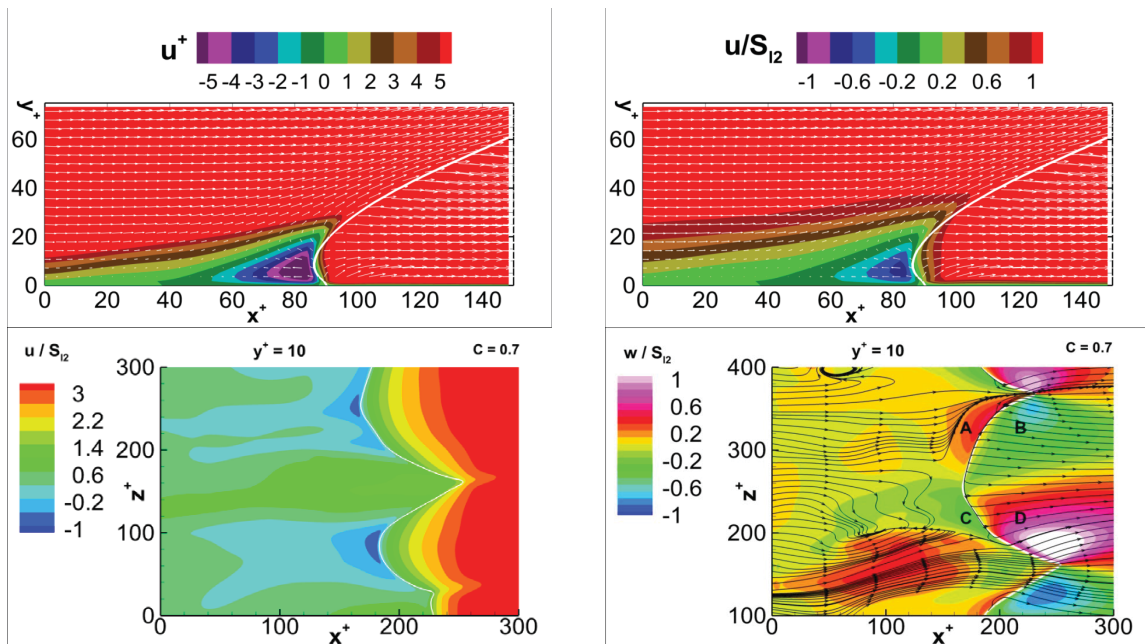 u+
-5 -4 -3 -2 -1 0 1 2 3 4 5
y+
60
40
20
0
0 20 40 60 80 100 120 140
x+
u/S_l2
-1 -0.6 -0.2 0.2 0.6 1
y+
60
40
20
0
0 20 40 60 80 100 120 140
x+
u / S_l2
y+ = 10
C = 0.7
3
2.2
1.4
0.6
-0.2
-1
z+
300
200
100
0
0 100 200 300
x+
w / S_l2
y+ = 10
C = 0.7
1
0.6
0.2
-0.2
-0.6
-1
z+
400
300
200
100
0 100 200 300
x+
A B
C D